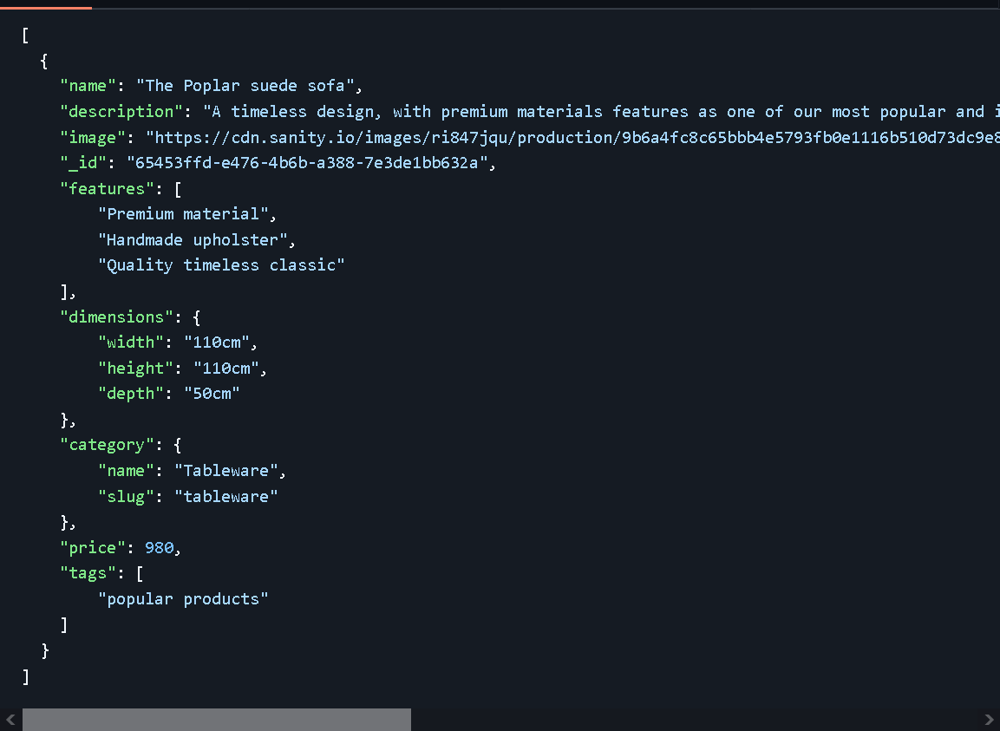 [
{
"name": "The Poplar suede sofa",
"description": "A timeless design, with premium materials features as one of our most popular and i
"image": "https://cdn.sanity.io/images/ri847jqu/production/9b6a4fc8c65bbb4e5793fb0e1116b510d73dc9e8
"_id": "65453ffd-e476-4b6b-a388-7e3de1bb632a",
"features": [
"Premium material",
"Handmade upholster",
"Quality timeless classic"
],
"dimensions": {
"width": "110cm",
"height": "110cm",
"depth": "50cm"
},
"category": {
"name": "Tableware",
"slug": "tableware"
},
"price": 980,
"tags": [
"popular products"
]
}
]